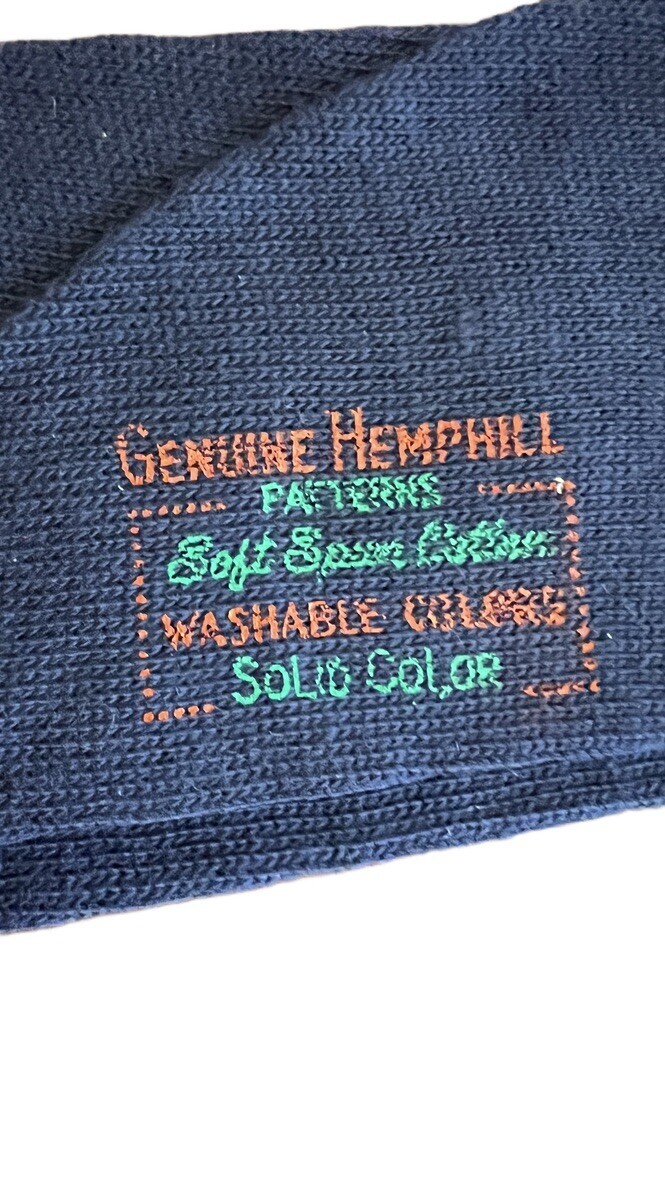 GENUINE HEMPHILL
PATTERNS
Soft Spun Cotton
WASHABLE COLORS
SOLID COLOR